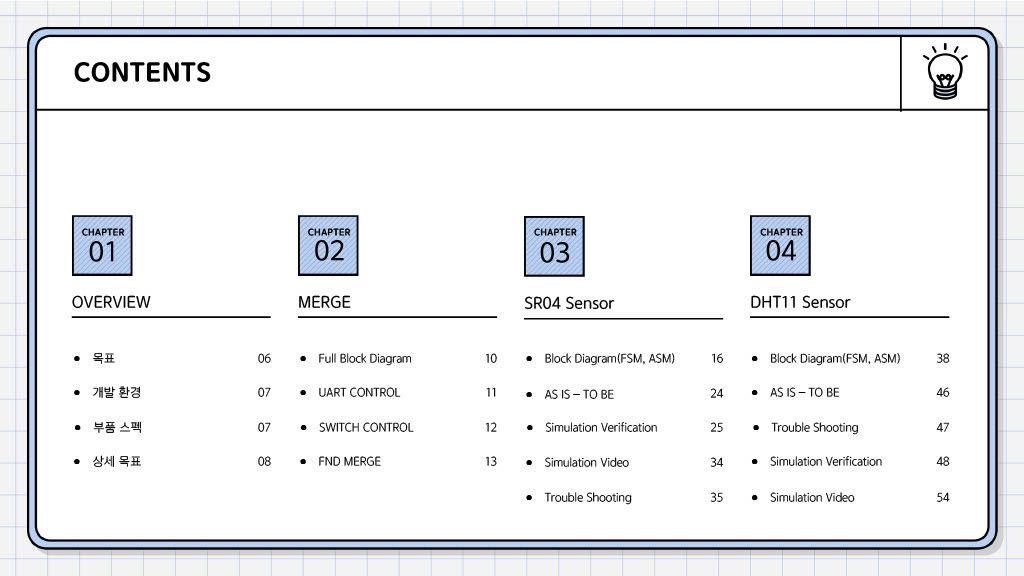 CONTENTS
CHAPTER
01
OVERVIEW
• 목표 06
• 개발 환경 07
• 부품 스펙 07
• 상세 목표 08
CHAPTER
02
MERGE
• Full Block Diagram 10
• UART CONTROL 11
• SWITCH CONTROL 12
• FND MERGE 13
CHAPTER
03
SR04 Sensor
• Block Diagram(FSM, ASM) 16
• AS IS – TO BE 24
• Simulation Verification 25
• Simulation Video 34
• Trouble Shooting 35
CHAPTER
04
DHT11 Sensor
• Block Diagram(FSM, ASM) 38
• AS IS – TO BE 46
• Trouble Shooting 47
• Simulation Verification 48
• Simulation Video 54